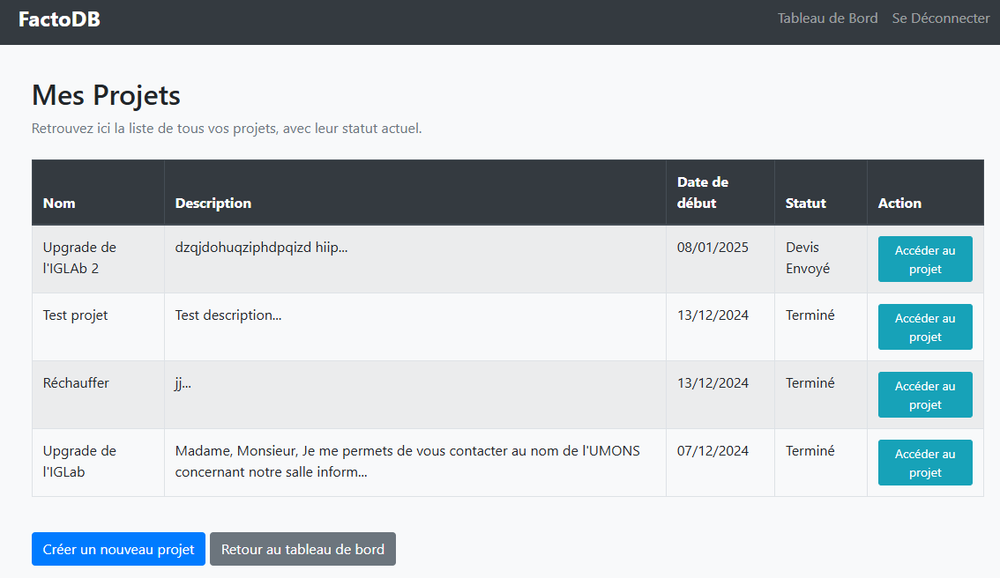 FactoDB
Tableau de Bord Se Déconnecter
Mes Projets
Retrouvez ici la liste de tous vos projets, avec leur statut actuel.
Nom Description Date de début Statut Action
Upgrade de l'IGLAb 2
dzqjdohuqziphdpqizd hiip...
08/01/2025
Devis Envoyé
Accéder au projet
Test projet
Test description...
13/12/2024
Terminé
Accéder au projet
Réchauffer
jj...
13/12/2024
Terminé
Accéder au projet
Upgrade de l'IGLab
Madame, Monsieur, Je me permets de vous contacter au nom de l'UMONS
concernant notre salle inform...
07/12/2024
Terminé
Accéder au projet
Créer un nouveau projet
Retour au tableau de bord